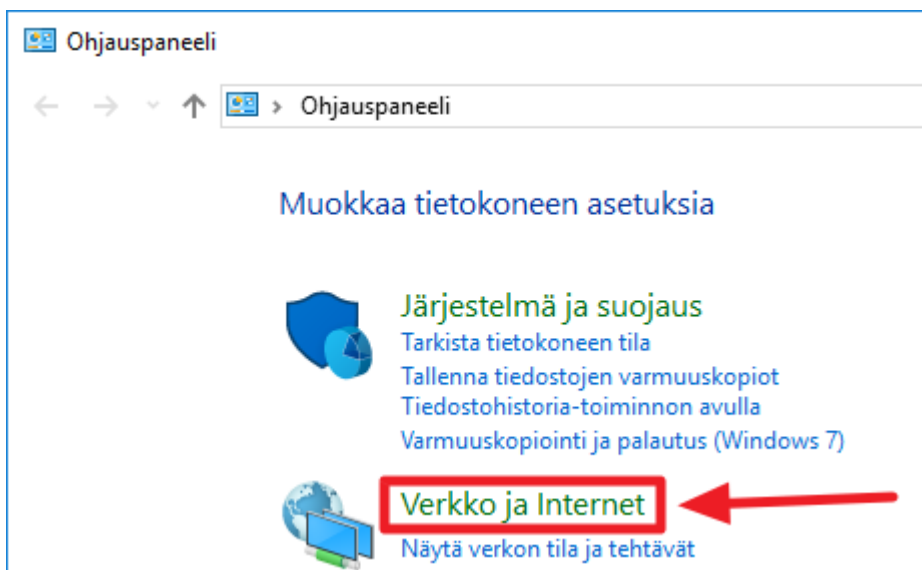 Ohjauspaneeli
Ohjauspaneeli
Muokkaa tietokoneen asetuksia
Järjestelmä ja suojaus
Tarkista tietokoneen tila
Tallenna tiedostojen varmuuskopiot
Tiedostohistoria-toiminnon avulla
Varmuuskopiointi ja palautus (Windows 7)
Verkko ja Internet
Näytä verkon tila ja tehtävät